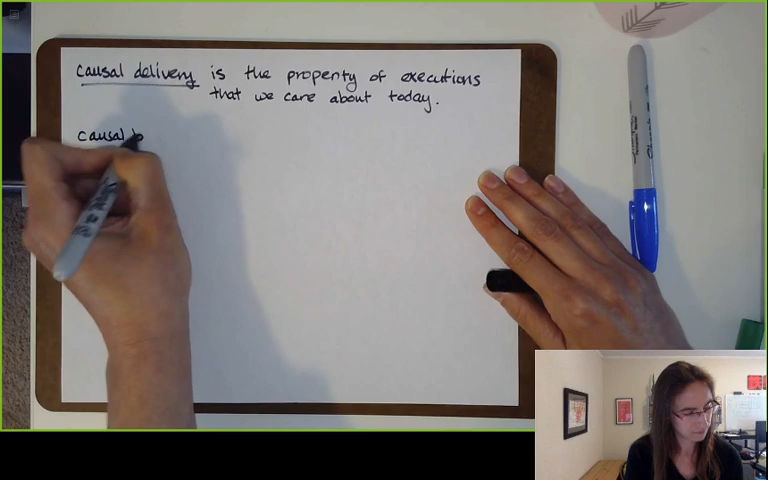 causal delivery is the property of executions
that we care about today.
causal b